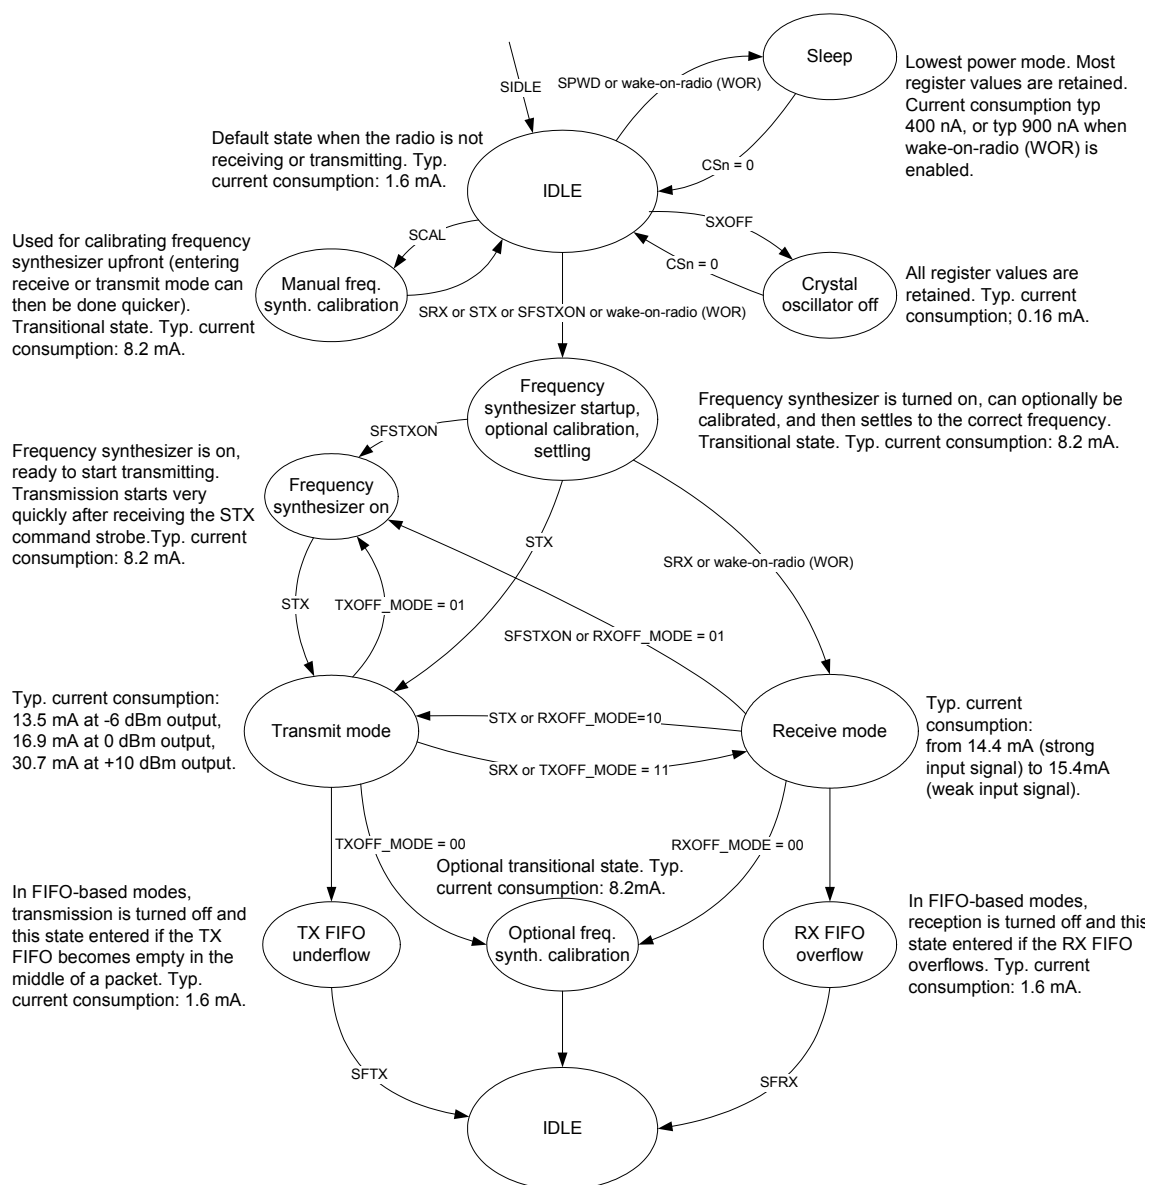 Sleep
Lowest power mode. Most
register values are retained.
Current consumption typ
400 nA, or typ 900 nA when
wake-on-radio (WOR) is
enabled.
SIDLE
SPWD or wake-on-radio (WOR)
Default state when the radio is not
receiving or transmitting. Typ.
current consumption: 1.6 mA.
CSn = 0
IDLE
SXOFF
SCAL
CSn = 0
Used for calibrating frequency
synthesizer upfront (entering
receive or transmit mode can
then be done quicker).
Transitional state. Typ. current
consumption: 8.2 mA.
Manual freq.
synth. calibration
Crystal
oscillator off
All register values are
retained. Typ. current
consumption; 0.16 mA.
SRX or STX or SFSTXON or wake-on-radio (WOR)
Frequency
synthesizer startup,
optional calibration,
settling
Frequency synthesizer is turned on, can optionally be
calibrated, and then settles to the correct frequency.
Transitional state. Typ. current consumption: 8.2 mA.
SFSTXON
Frequency synthesizer is on,
ready to start transmitting.
Transmission starts very
quickly after receiving the STX
command strobe.Typ. current
consumption: 8.2 mA.
Frequency
synthesizer on
STX
SRX or wake-on-radio (WOR)
STX
TXOFF_MODE = 01
SFSTXON or RXOFF_MODE = 01
Typ. current consumption:
13.5 mA at -6 dBm output,
16.9 mA at 0 dBm output,
30.7 mA at +10 dBm output.
Transmit mode
STX or RXOFF_MODE=10
SRX or TXOFF_MODE = 11
Receive mode
Typ. current
consumption:
from 14.4 mA (strong
input signal) to 15.4mA
(weak input signal).
TXOFF_MODE = 00
RXOFF_MODE = 00
Optional transitional state. Typ.
current consumption: 8.2mA.
In FIFO-based modes,
transmission is turned off and
this state entered if the TX
FIFO becomes empty in the
middle of a packet. Typ.
current consumption: 1.6 mA.
TX FIFO
underflow
Optional freq.
synth. calibration
RX FIFO
overflow
In FIFO-based modes,
reception is turned off and this
state entered if the RX FIFO
overflows. Typ. current
consumption: 1.6 mA.
SFTX
SFRX
IDLE